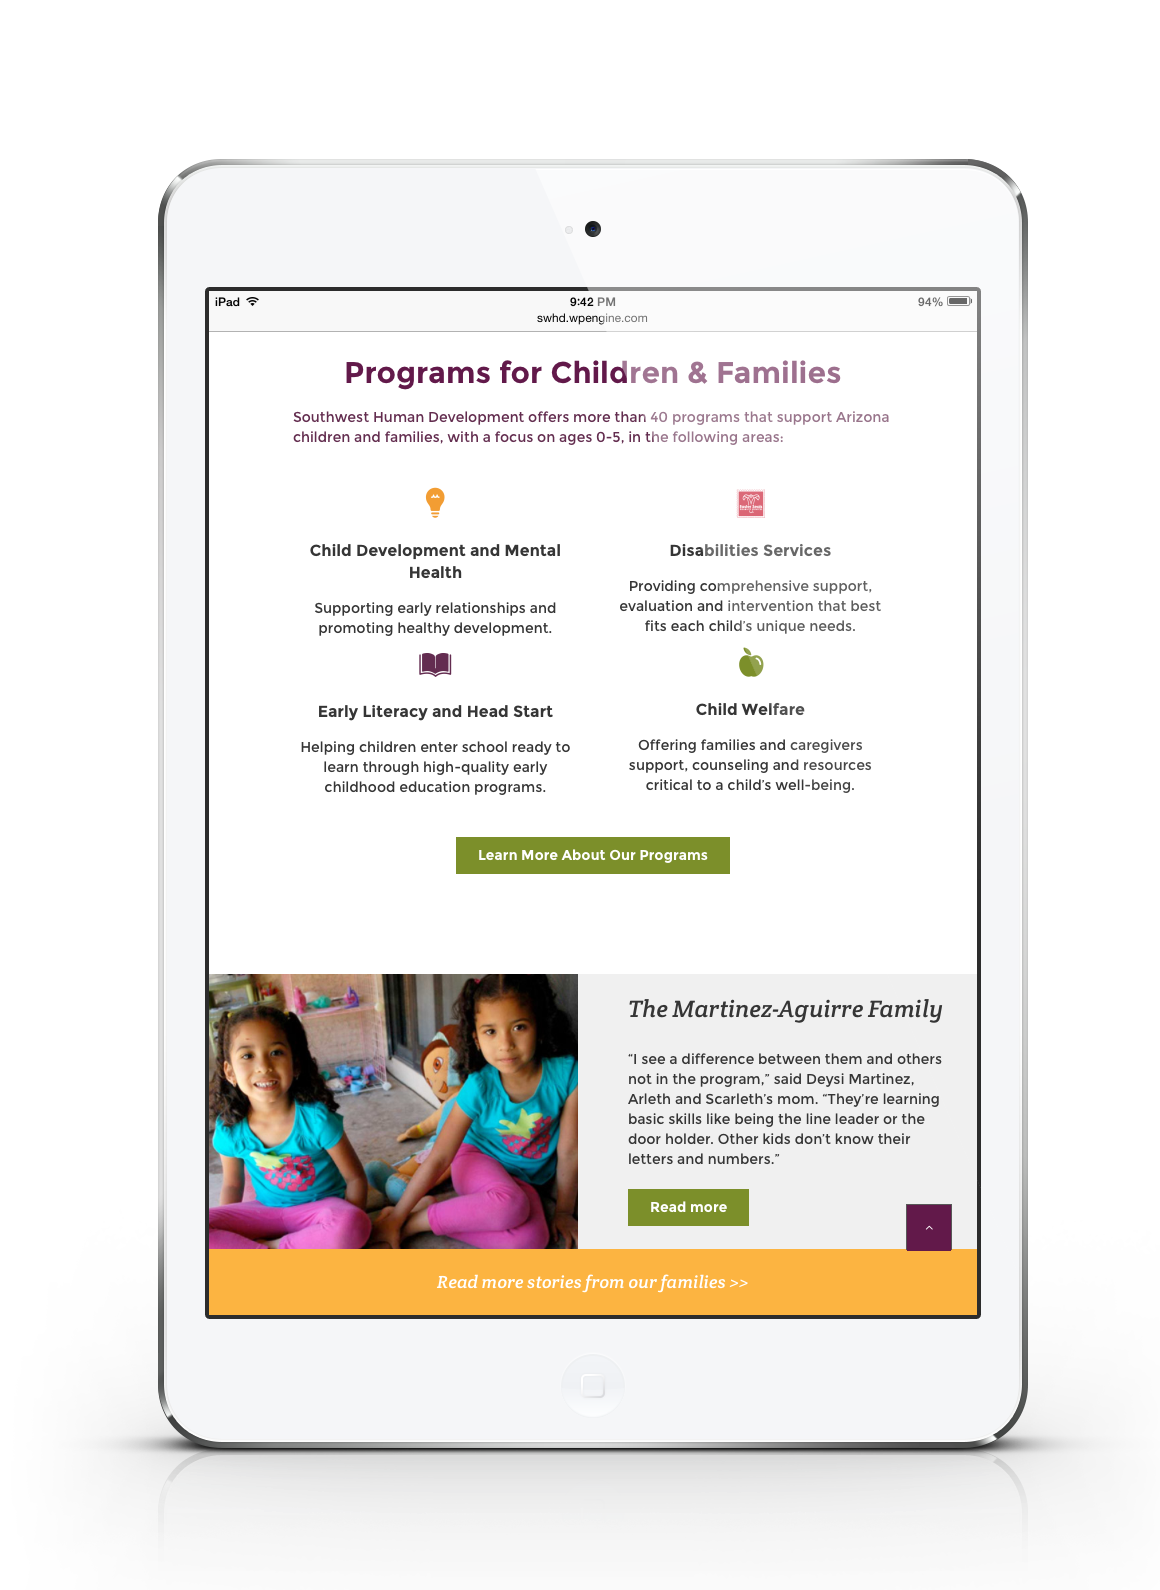 iPad 9:42 PM 94%
swhd.wpengine.com
Programs for Children & Families
Southwest Human Development offers more than 40 programs that support Arizona
children and families, with a focus on ages 0-5, in the following areas:
Child Development and Mental
Health
Supporting early relationships and
promoting healthy development.
Disabilities Services
Providing comprehensive support,
evaluation and intervention that best
fits each child’s unique needs.
Early Literacy and Head Start
Helping children enter school ready to
learn through high-quality early
childhood education programs.
Child Welfare
Offering families and caregivers
support, counseling and resources
critical to a child’s well-being.
Learn More About Our Programs
The Martinez-Aguirre Family
“I see a difference between them and others
not in the program,” said Deysi Martinez,
Arleth and Scarleth’s mom. “They’re learning
basic skills like being the line leader or the
door holder. Other kids don’t know their
letters and numbers.”
Read more
Read more stories from our families >>